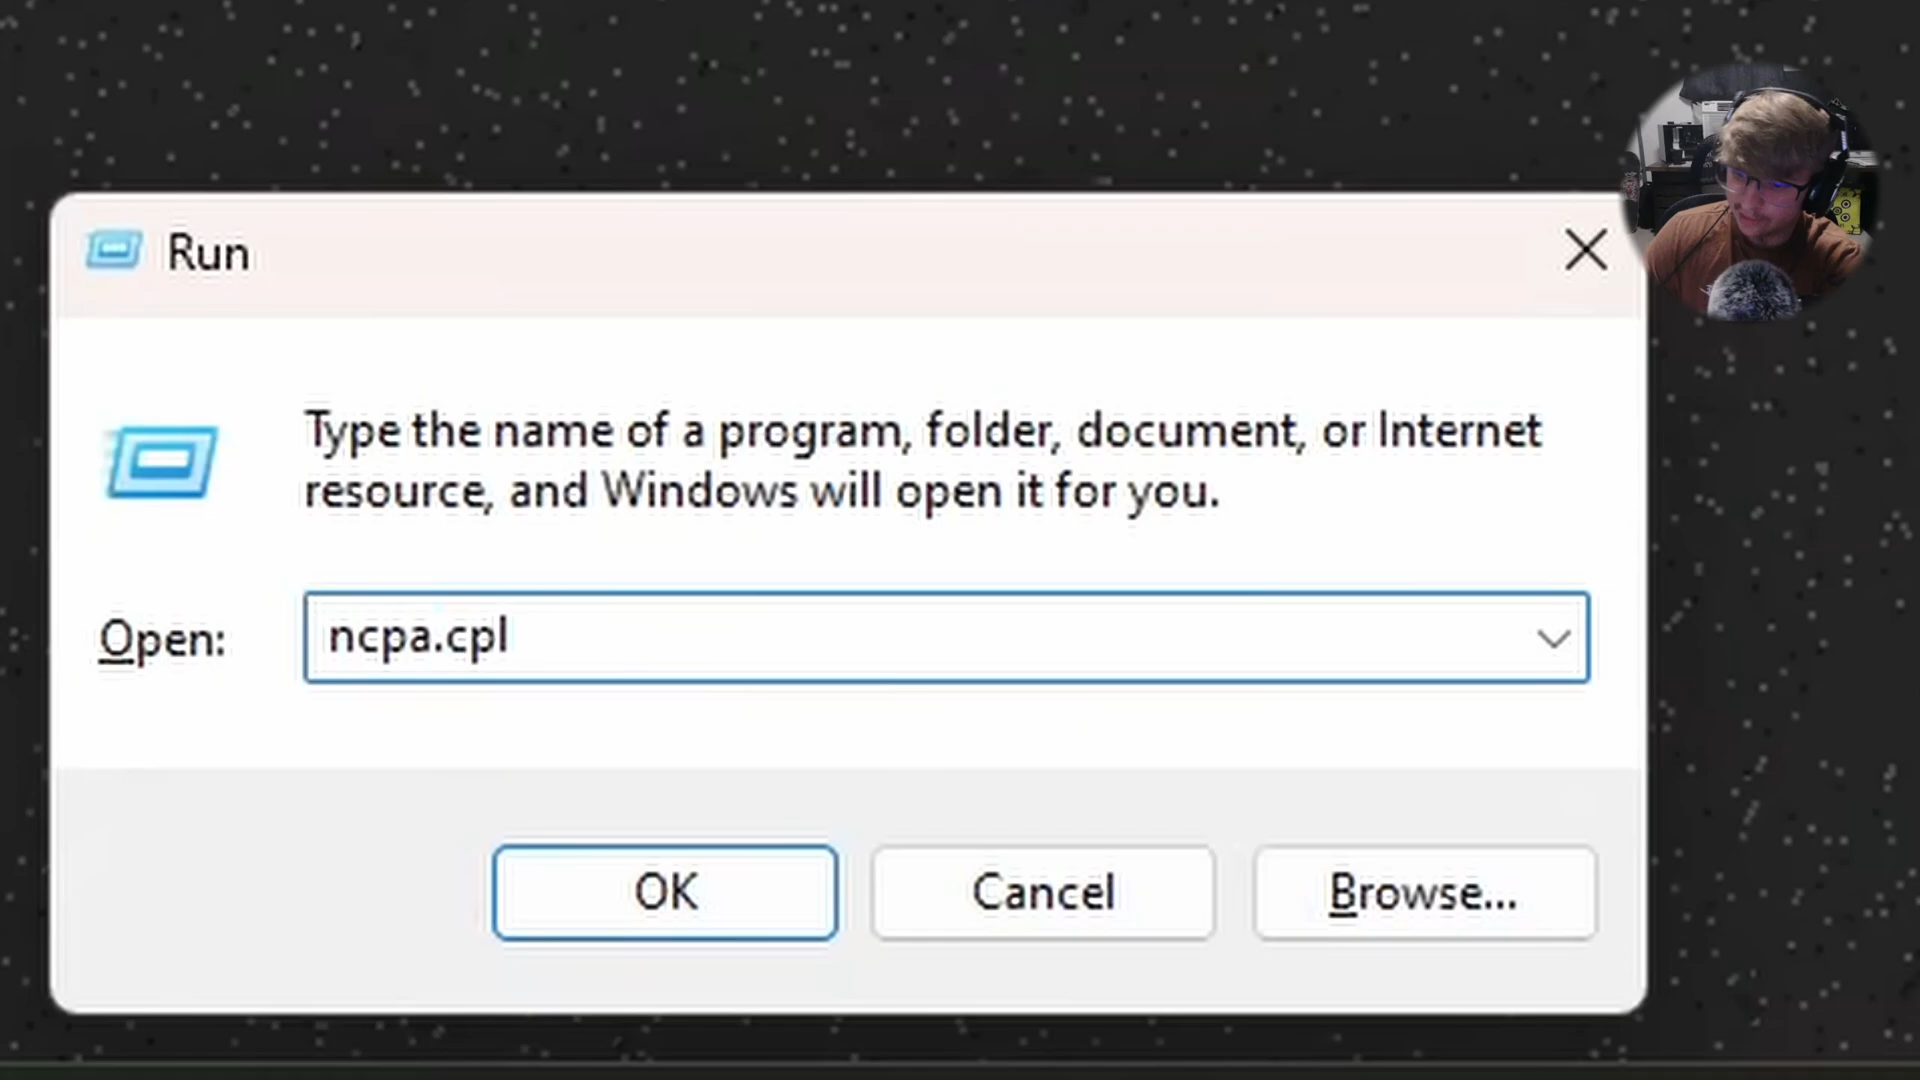 Run
Type the name of a program, folder, document, or Internet
resource, and Windows will open it for you.
Open:
ncpa.cpl
OK
Cancel
Browse...